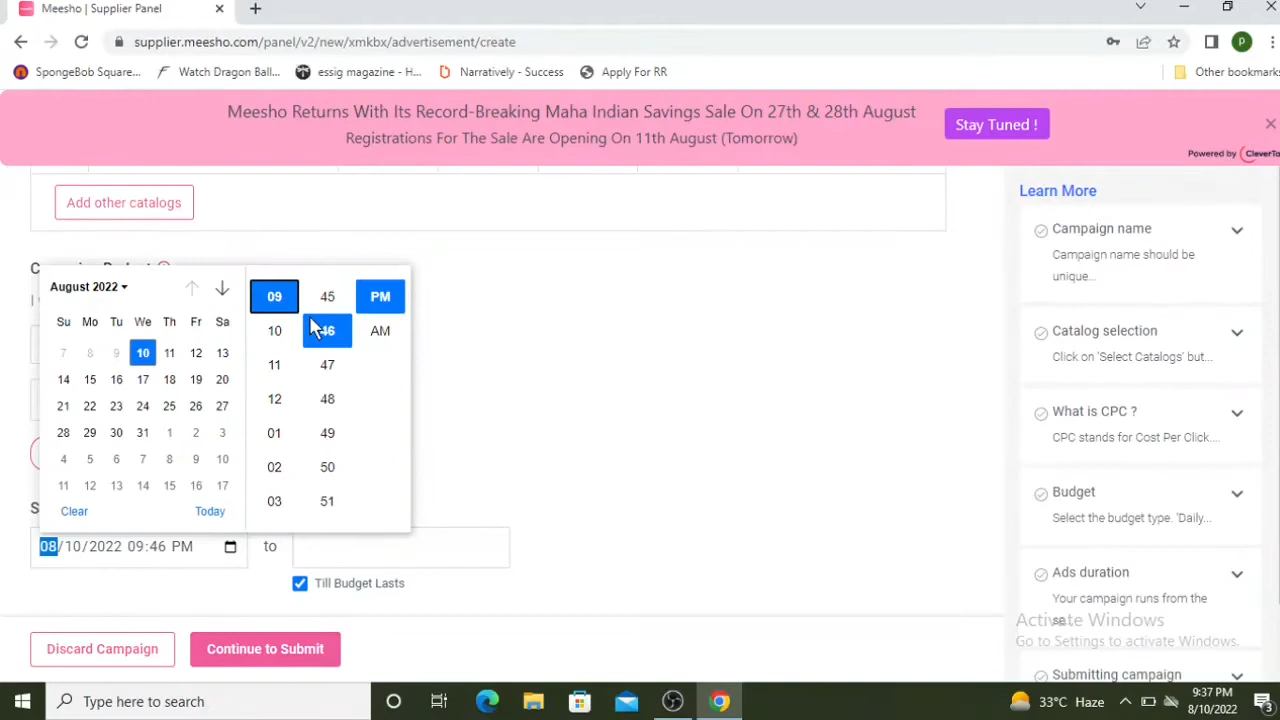 Meesho | Supplier Panel
supplier.meesho.com/panel/v2/new/xmkbx/advertisement/create
P
SpongeBob Square... Watch Dragon Ball... essig magazine - H... Narratively - Success Apply For RR Other bookmarks
Meesho Returns With Its Record-Breaking Maha Indian Savings Sale On 27th & 28th August
Registrations For The Sale Are Opening On 11th August (Tomorrow)
Stay Tuned !
Powered by CleverTa
Add other catalogs
August 2022
Su Mo Tu We Th Fr Sa
7 8 9 10 11 12 13
14 15 16 17 18 19 20
21 22 23 24 25 26 27
28 29 30 31 1 2 3
4 5 6 7 8 9 10
11 12 13 14 15 16 17
Clear Today
09 45 PM
10 46 AM
11 47
12 48
01 49
02 50
03 51
08/10/2022 09:46 PM to
Till Budget Lasts
Discard Campaign Continue to Submit
Learn More
Campaign name
Campaign name should be
unique...
Catalog selection
Click on 'Select Catalogs' but...
What is CPC ?
CPC stands for Cost Per Click....
Budget
Select the budget type. 'Daily...
Ads duration
Your campaign runs from the
se...
Activate Windows
Go to Settings to activate Windows.
Submitting campaign
Type here to search
33°C Haze
9:37 PM
8/10/2022
3